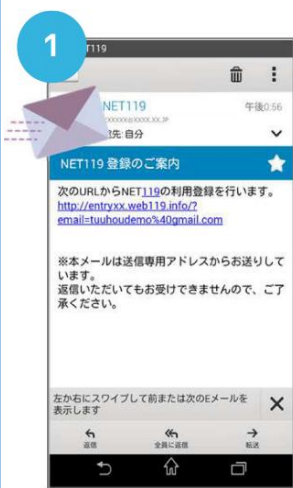 1
T119
NET119
午後0:56
xxxxxx@xxxx.xx.JP
先:自分
NET119 登録のご案内
次のURLからNET119の利用登録を行います。
http://entryxx.web119.info/?
email=tuuhoudemo%40gmail.com
※本メールは送信専用アドレスからお送りして
います。
返信いただいてもお受けできませんので、ご了
承ください。
左か右にスワイプして前または次のEメールを
表示します
返信
全員に返信
転送